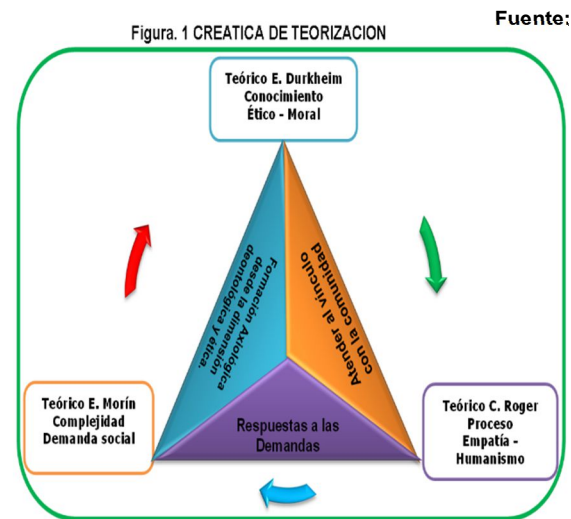 Fuente:
Figura. 1 CREATICA DE TEORIZACION
Teórico E. Durkheim
Conocimiento
Ético - Moral
Formación Axiológica
desde la dimensión
deontológica y ética.
Atender al vínculo
con la comunidad
Respuestas a las
Demandas
Teórico E. Morín
Complejidad
Demanda social
Teórico C. Roger
Proceso
Empatía -
Humanismo